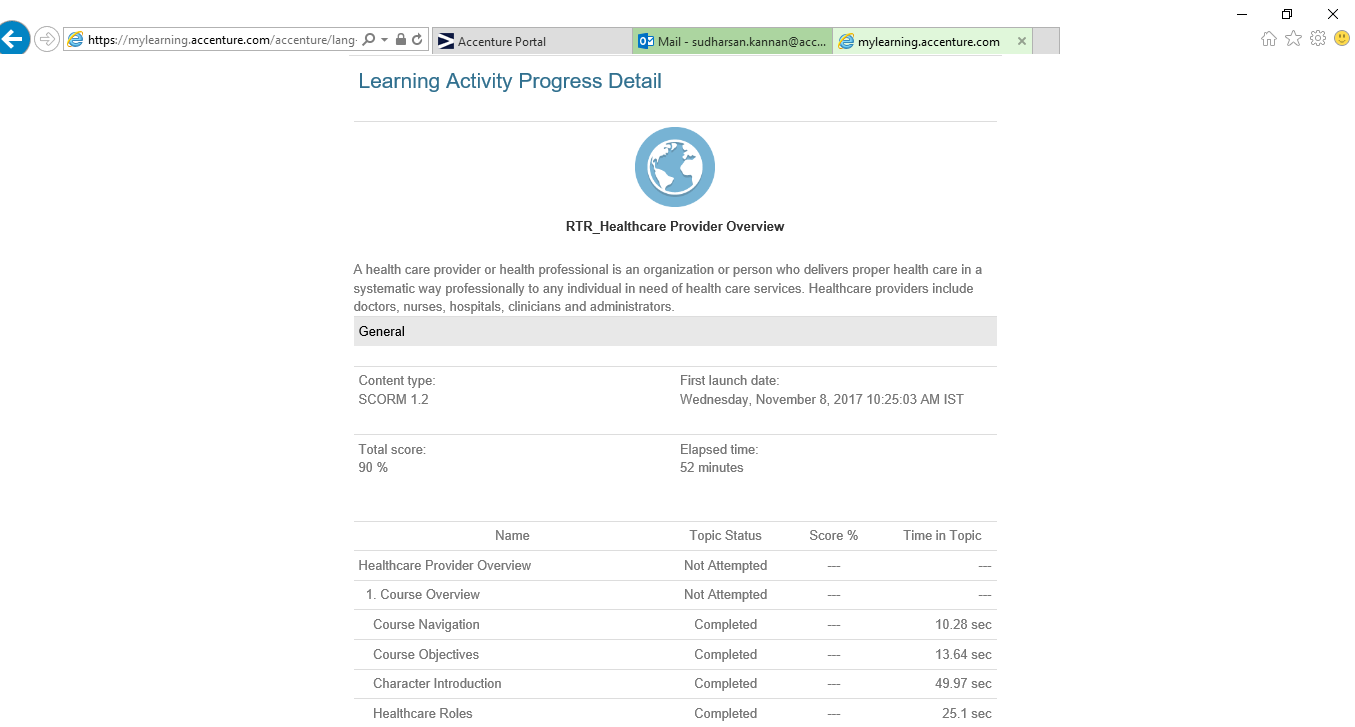 https://mylearning.accenture.com/accenture/lang-
Accenture Portal
Mail - sudharsan.kannan@acc...
mylearning.accenture.com
Learning Activity Progress Detail
RTR_Healthcare Provider Overview
A health care provider or health professional is an organization or person who delivers proper health care in a
systematic way professionally to any individual in need of health care services. Healthcare providers include
doctors, nurses, hospitals, clinicians and administrators.
General
Content type: First launch date:
SCORM 1.2 Wednesday, November 8, 2017 10:25:03 AM IST
Total score: Elapsed time:
90 % 52 minutes
Name Topic Status Score % Time in Topic
Healthcare Provider Overview Not Attempted --- ---
1. Course Overview Not Attempted --- ---
Course Navigation Completed --- 10.28 sec
Course Objectives Completed --- 13.64 sec
Character Introduction Completed --- 49.97 sec
Healthcare Roles Completed --- 25.1 sec